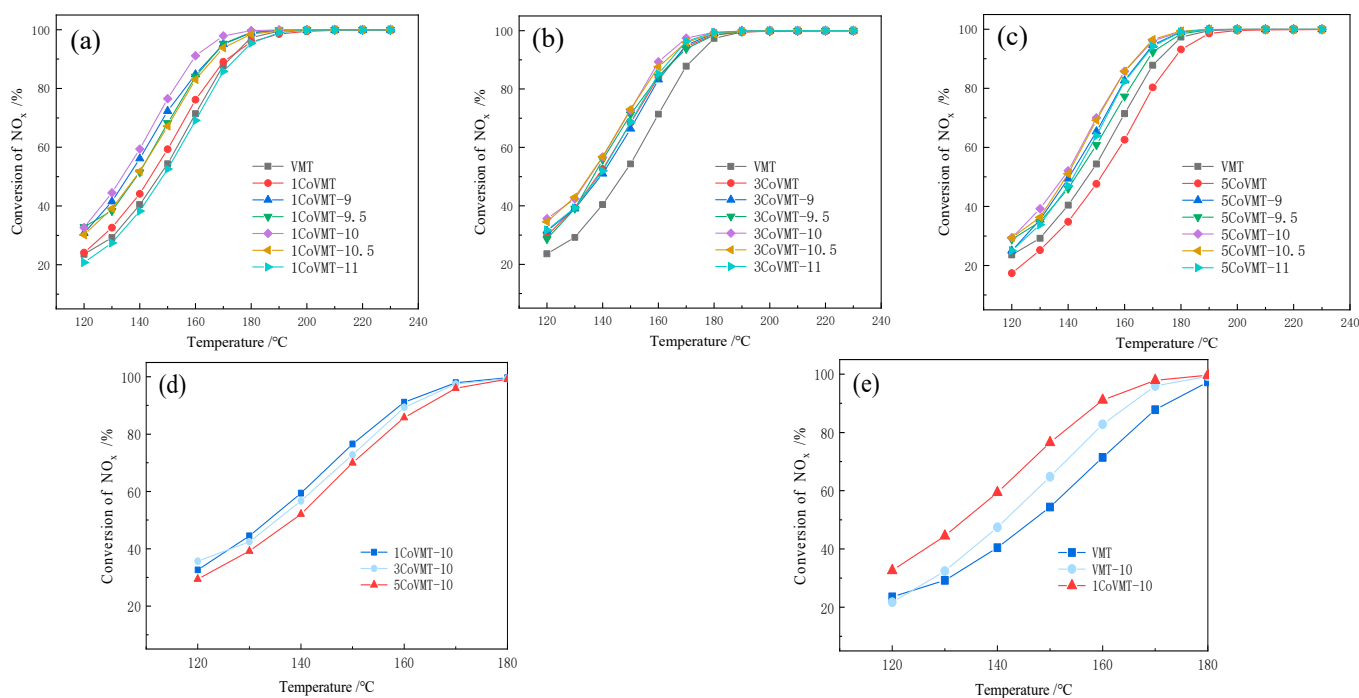 (a)
Conversion of NOx /%
100
80
60
40
20
VMT
1CoVMT
1CoVMT-9
1CoVMT-9.5
1CoVMT-10
1CoVMT-10.5
1CoVMT-11
120 140 160 180 200 220 240
Temperature /℃
(b)
Conversion of NOx /%
100
80
60
40
20
VMT
3CoVMT
3CoVMT-9
3CoVMT-9.5
3CoVMT-10
3CoVMT-10.5
3CoVMT-11
120 140 160 180 200 220 240
Temperature /℃
(c)
Conversion of NOx /%
100
80
60
40
20
VMT
5CoVMT
5CoVMT-9
5CoVMT-9.5
5CoVMT-10
5CoVMT-10.5
5CoVMT-11
120 140 160 180 200 220 240
Temperature /℃
(d)
Conversion of NOx /%
100
80
60
40
20
1CoVMT-10
3CoVMT-10
5CoVMT-10
120 140 160 180
Temperature /℃
(e)
Conversion of NOx /%
100
80
60
40
20
VMT
VMT-10
1CoVMT-10
120 140 160 180
Temperature /℃